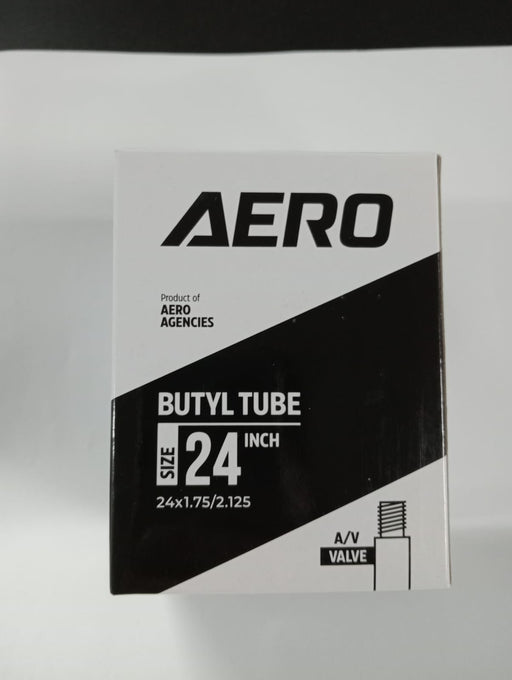 AERO
Product of
AERO
AGENCIES
BUTYL TUBE
SIZE 24 INCH
24x1.75/2.125
A/V
VALVE